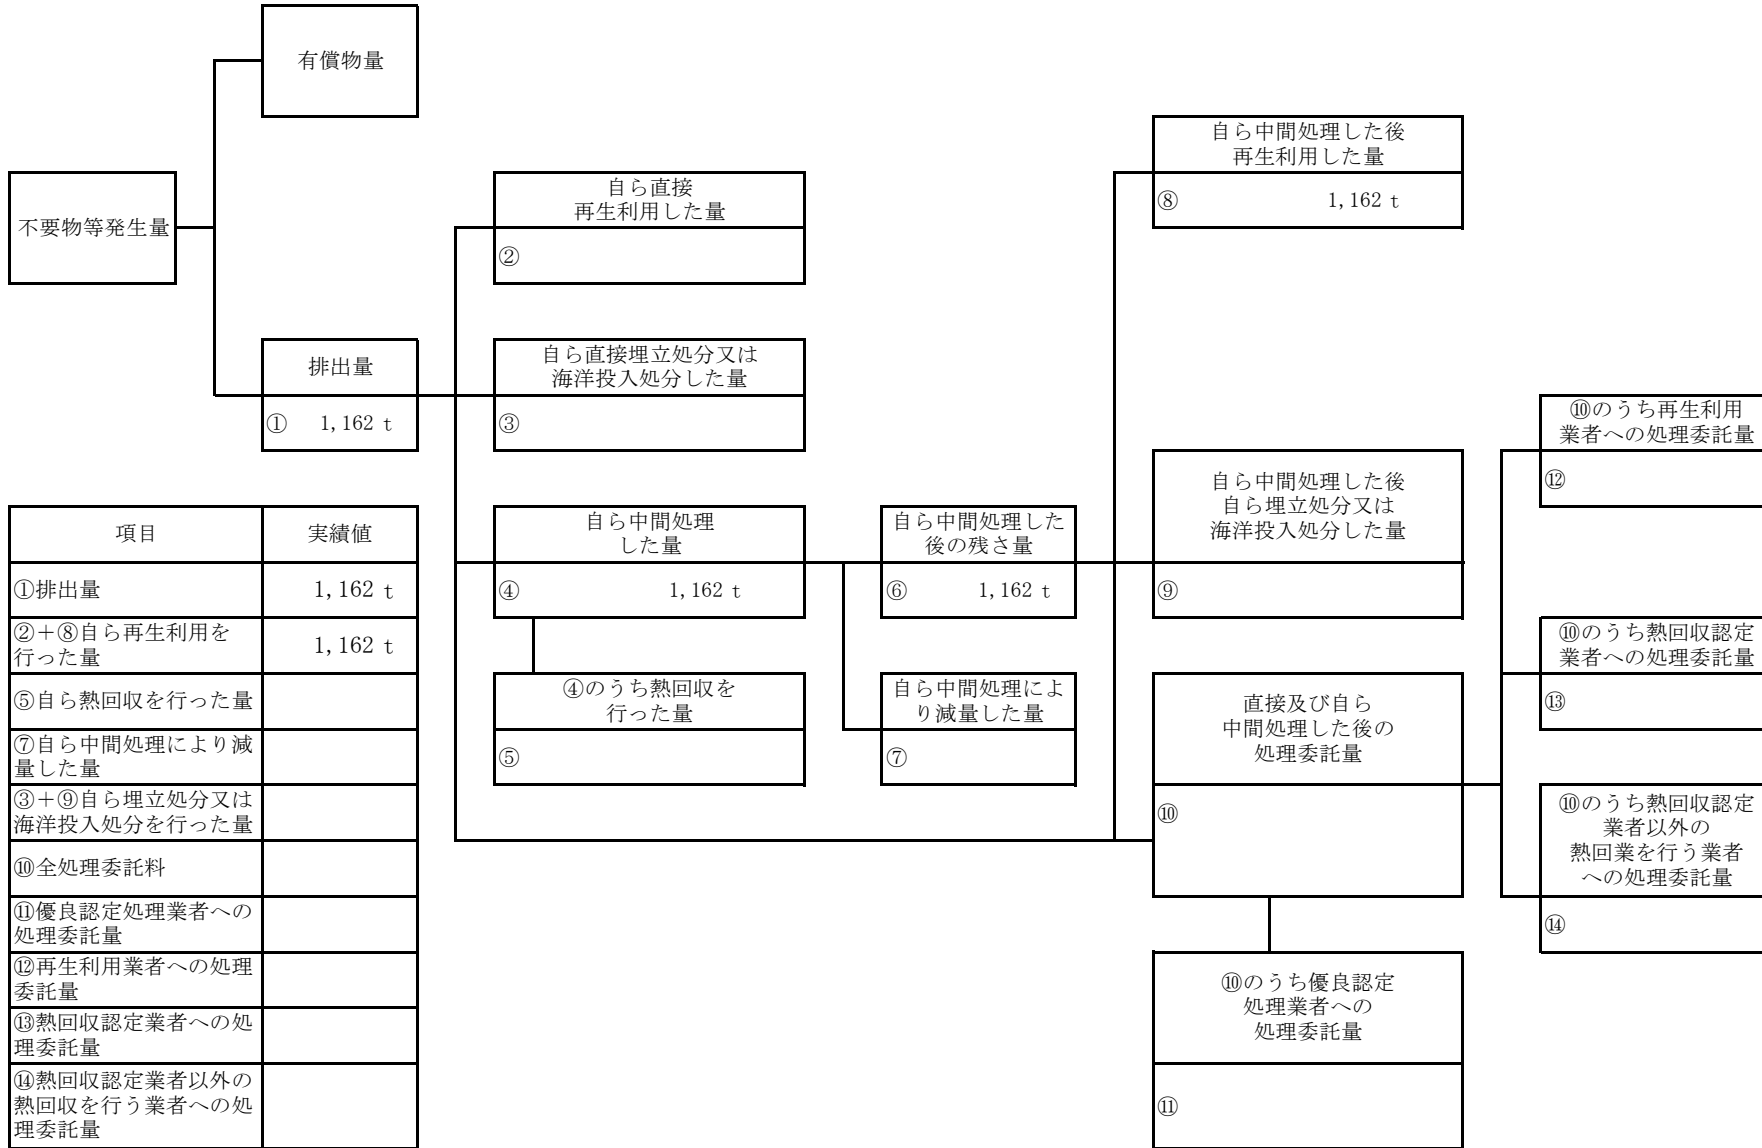 有償物量
不要物等発生量
排出量
① 1,162 t
自ら直接
再生利用した量
②
自ら直接埋立処分又は
海洋投入処分した量
③
自ら中間処理
した量
④ 1,162 t
④のうち熱回収を
行った量
⑤
自ら中間処理した
後の残さ量
⑥ 1,162 t
自ら中間処理によ
り減量した量
⑦
自ら中間処理した後
再生利用した量
⑧ 1,162 t
自ら中間処理した後
自ら埋立処分又は
海洋投入処分した量
⑨
直接及び自ら
中間処理した後の
処理委託量
⑩
⑩のうち優良認定
処理業者への
処理委託量
⑪
⑩のうち再生利用
業者への処理委託量
⑫
⑩のうち熱回収認定
業者への処理委託量
⑬
⑩のうち熱回収認定
業者以外の
熱回業を行う業者
への処理委託量
⑭
項目 実績値
①排出量 1,162 t
②＋⑧自ら再生利用を
行った量 1,162 t
⑤自ら熱回収を行った量
⑦自ら中間処理により減
量した量
③＋⑨自ら埋立処分又は
海洋投入処分を行った量
⑩全処理委託料
⑪優良認定処理業者への
処理委託量
⑫再生利用業者への処理
委託量
⑬熱回収認定業者への処
理委託量
⑭熱回収認定業者以外の
熱回収を行う業者への処
理委託量